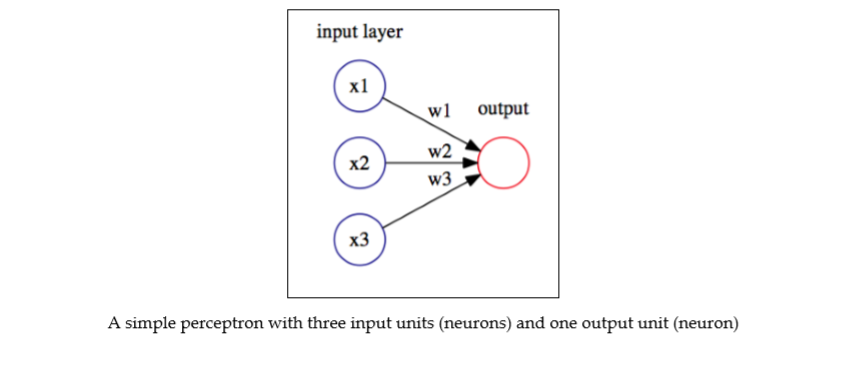 input layer
x1
w1
output
w2
x2
w3
x3
A simple perceptron with three input units (neurons) and one output unit (neuron)